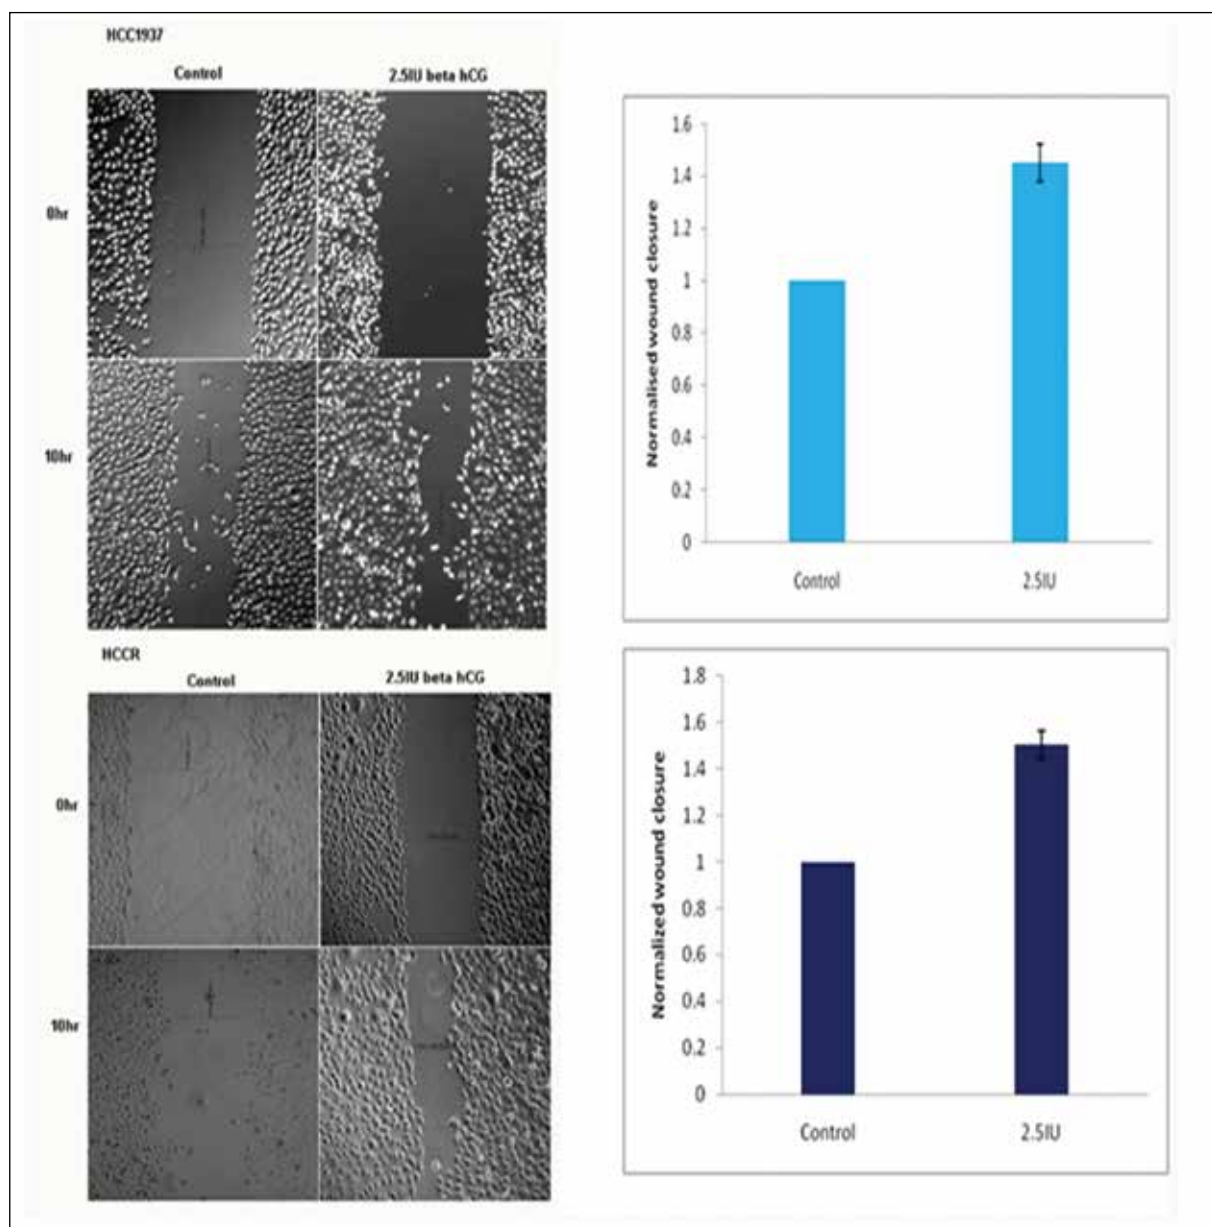 HCC1937
Control
2.5IU beta hCG
0hr
10hr
HCCR
Control
2.5IU beta hCG
0hr
10hr
Normalised wound closure
1.6
1.4
1.2
1
0.8
0.6
0.4
0.2
0
Control
2.5IU
Normalized wound closure
1.8
1.6
1.4
1.2
1
0.8
0.6
0.4
0.2
0
Control
2.5IU